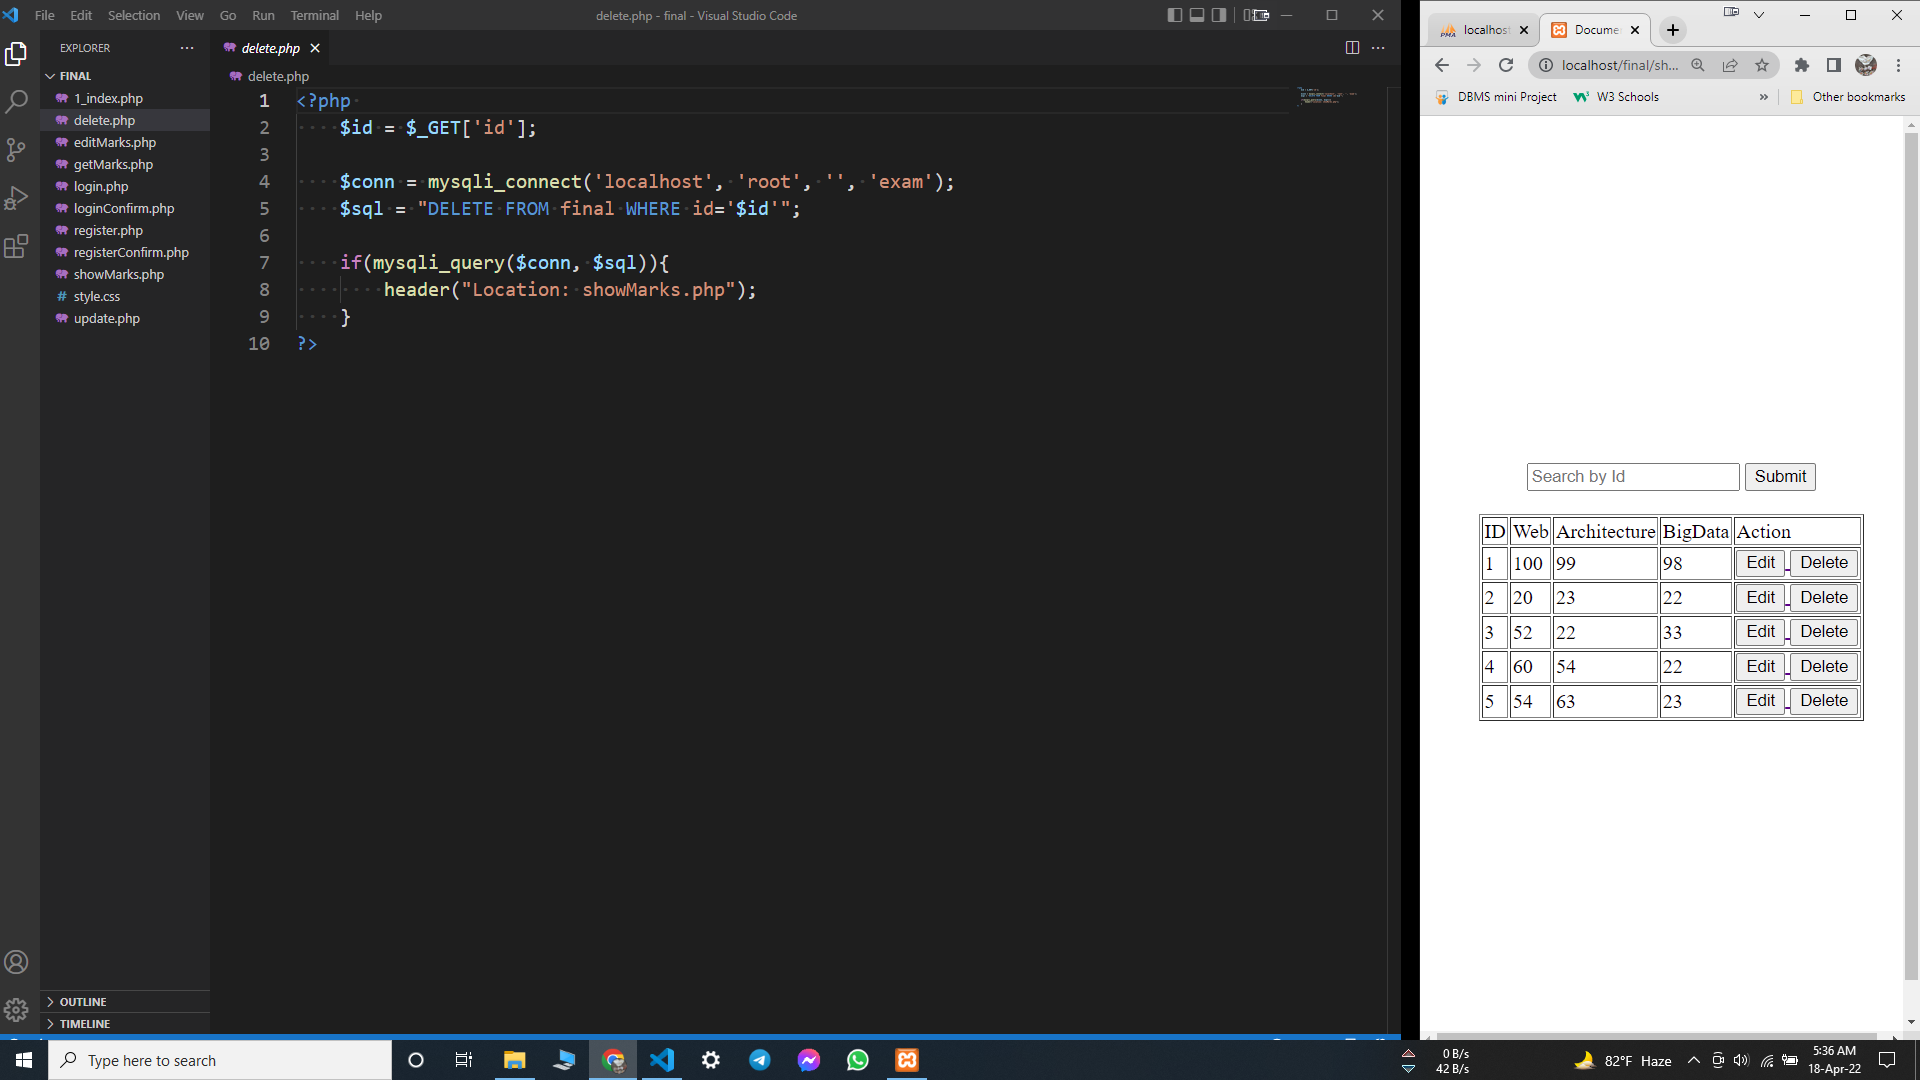 File Edit Selection View Go Run Terminal Help
delete.php - final - Visual Studio Code
EXPLORER
FINAL
1_index.php
delete.php
editMarks.php
getMarks.php
login.php
loginConfirm.php
register.php
registerConfirm.php
showMarks.php
style.css
update.php
OUTLINE
TIMELINE
delete.php
delete.php
1 <?php
2 $id = $_GET['id'];
3
4 $conn = mysqli_connect('localhost', 'root', '', 'exam');
5 $sql = "DELETE FROM final WHERE id='$id'";
6
7 if(mysqli_query($conn, $sql)){
8 header("Location: showMarks.php");
9 }
10 ?>
localhost Docume
localhost/final/sh...
DBMS mini Project W3 Schools » Other bookmarks
Search by Id Submit
ID Web Architecture BigData Action
1 100 99 98 Edit Delete
2 20 23 22 Edit Delete
3 52 22 33 Edit Delete
4 60 54 22 Edit Delete
5 54 63 23 Edit Delete
Type here to search
0 B/s
42 B/s
82°F Haze
5:36 AM
18-Apr-22